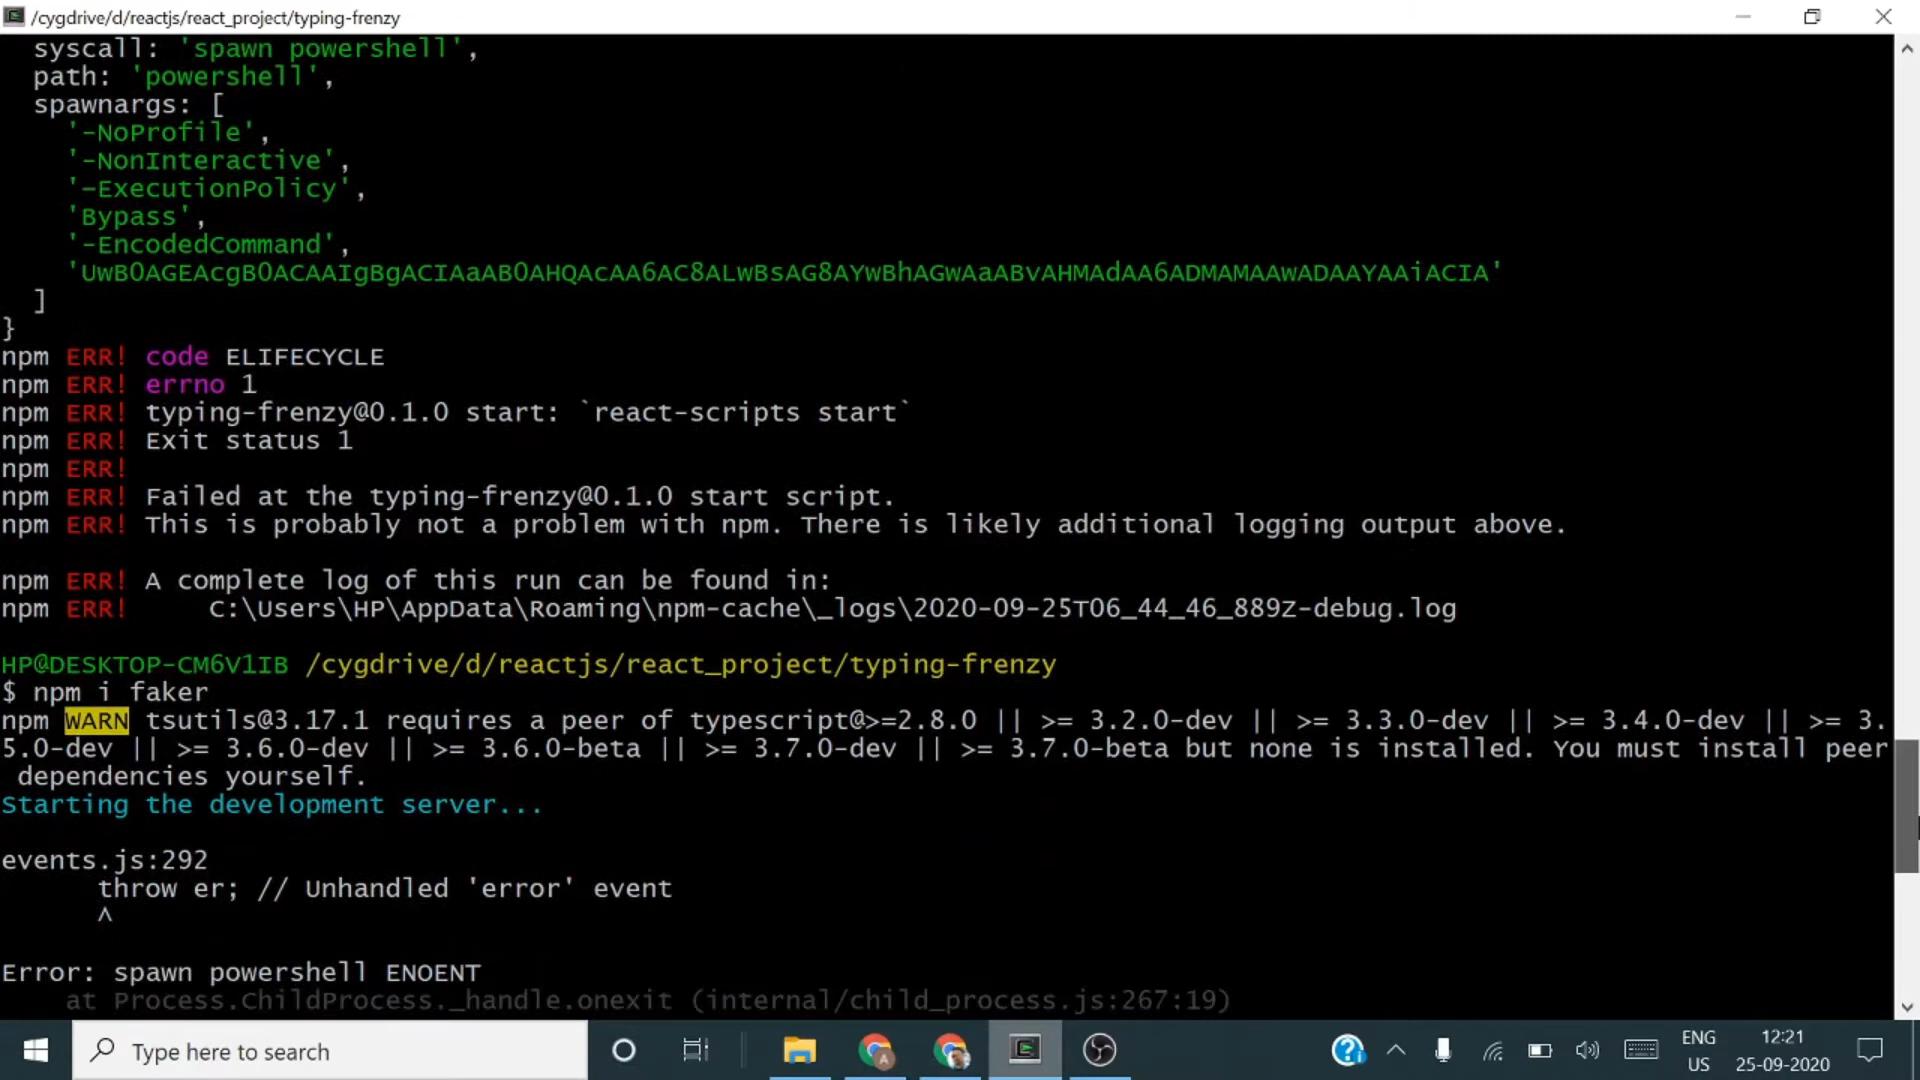 /cygdrive/d/reactjs/react_project/typing-frenzy
syscall: 'spawn powershell',
path: 'powershell',
spawnargs: [
'-NoProfile',
'-NonInteractive',
'-ExecutionPolicy',
'Bypass',
'-EncodedCommand',
'UwB0AGEAcgB0ACAAIgBgACIAaAB0AHQAcAA6AC8ALwBsAG8AYwBhAGwAaABvAHMAdAA6ADMAMAAwADAAYAAiACIA'
]
}
npm ERR! code ELIFECYCLE
npm ERR! errno 1
npm ERR! typing-frenzy@0.1.0 start: `react-scripts start`
npm ERR! Exit status 1
npm ERR!
npm ERR! Failed at the typing-frenzy@0.1.0 start script.
npm ERR! This is probably not a problem with npm. There is likely additional logging output above.
npm ERR! A complete log of this run can be found in:
npm ERR! C:\Users\HP\AppData\Roaming\npm-cache\_logs\2020-09-25T06_44_46_889Z-debug.log
HP@DESKTOP-CM6V1IB /cygdrive/d/reactjs/react_project/typing-frenzy
$ npm i faker
npm WARN tsutils@3.17.1 requires a peer of typescript@>=2.8.0 || >= 3.2.0-dev || >= 3.3.0-dev || >= 3.4.0-dev || >= 3.
5.0-dev || >= 3.6.0-dev || >= 3.6.0-beta || >= 3.7.0-dev || >= 3.7.0-beta but none is installed. You must install peer
dependencies yourself.
Starting the development server...
events.js:292
throw er; // Unhandled 'error' event
^
Error: spawn powershell ENOENT
at Process.ChildProcess._handle.onexit (internal/child_process.js:267:19)
Type here to search
ENG
US
12:21
25-09-2020